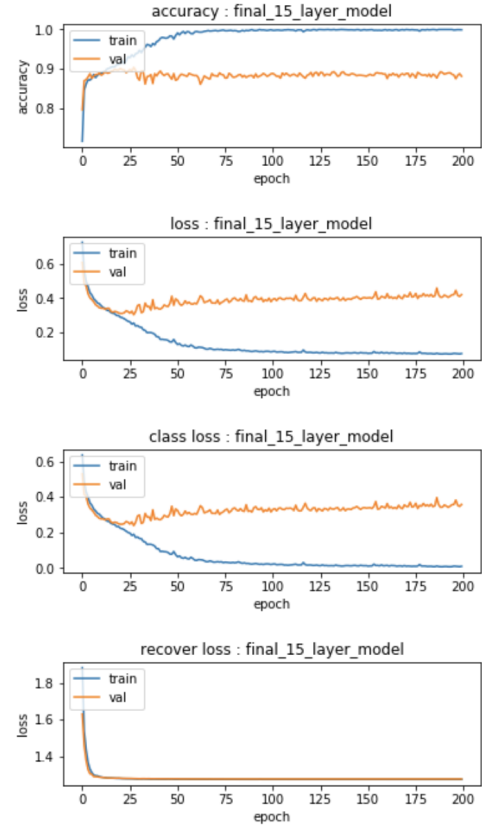 accuracy : final_15_layer_model
1.0
0.9
0.8
accuracy
train
val
0 25 50 75 100 125 150 175 200
epoch
loss : final_15_layer_model
0.6
0.4
0.2
loss
train
val
0 25 50 75 100 125 150 175 200
epoch
class loss : final_15_layer_model
0.6
0.4
0.2
0.0
loss
train
val
0 25 50 75 100 125 150 175 200
epoch
recover loss : final_15_layer_model
1.8
1.6
1.4
loss
train
val
0 25 50 75 100 125 150 175 200
epoch